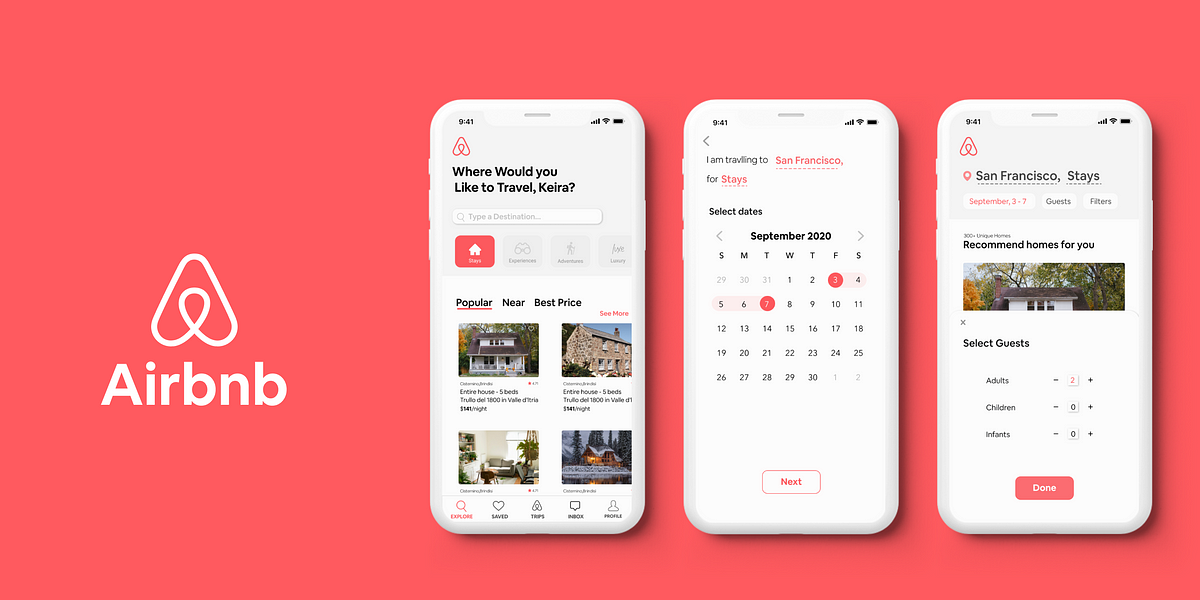 Airbnb
9:41
Where Would you
Like to Travel, Keira?
Type a Destination...
Stays Experiences Adventures Luxury
Popular Near Best Price
See More
Cisternino,Brindisi 4.71
Entire house - 5 beds
Trullo del 1800 in Valle d'Itria
$141/night
Cisternino,Brindisi
Entire house - 5 beds
Trullo del 1800 in Valle d'I
$141/night
Cisternino,Brindisi 4.71
Cisternino,Brindisi
EXPLORE SAVED TRIPS INBOX PROFILE
9:41
I am travlling to San Francisco,
for Stays
Select dates
September 2020
S M T W T F S
29 30 31 1 2 3 4
5 6 7 8 9 10 11
12 13 14 15 16 17 18
19 20 21 22 23 24 25
26 27 28 29 30 1 2
Next
9:41
San Francisco, Stays
September, 3 - 7 Guests Filters
300+ Unique Homes
Recommend homes for you
×
Select Guests
Adults − 2 +
Children − 0 +
Infants − 0 +
Done